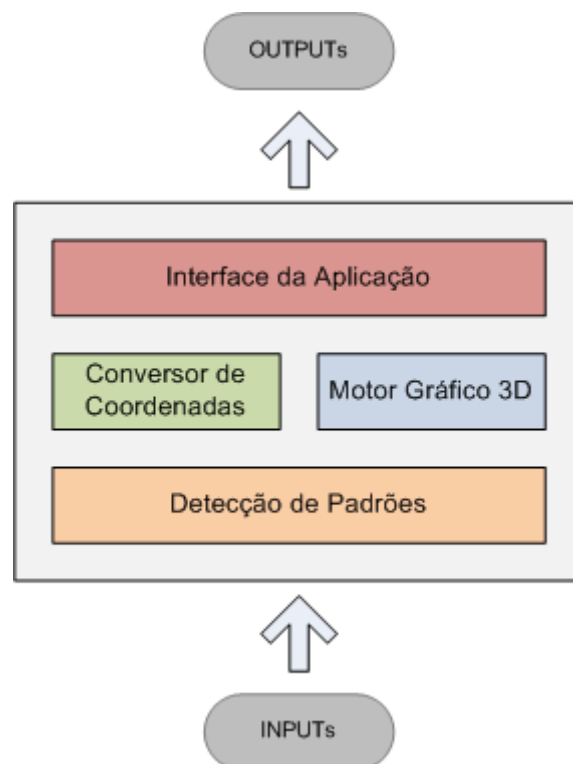 OUTPUTs
Interface da Aplicação
Conversor de
Coordenadas
Motor Gráfico 3D
Detecção de Padrões
INPUTs